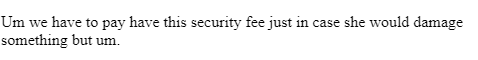 Um we have to pay have this security fee just in case she would damage
something but um.